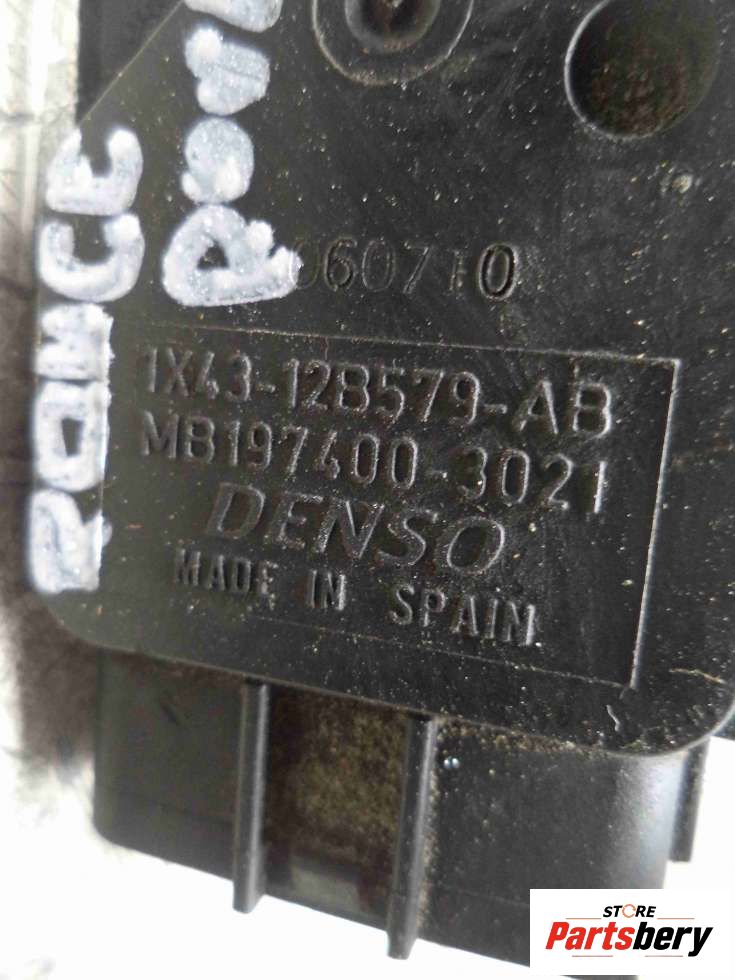 RANGE
060710
1X43-12B579-AB
MB197400-3021
DENSO
MADE IN SPAIN
STORE
Partsbery